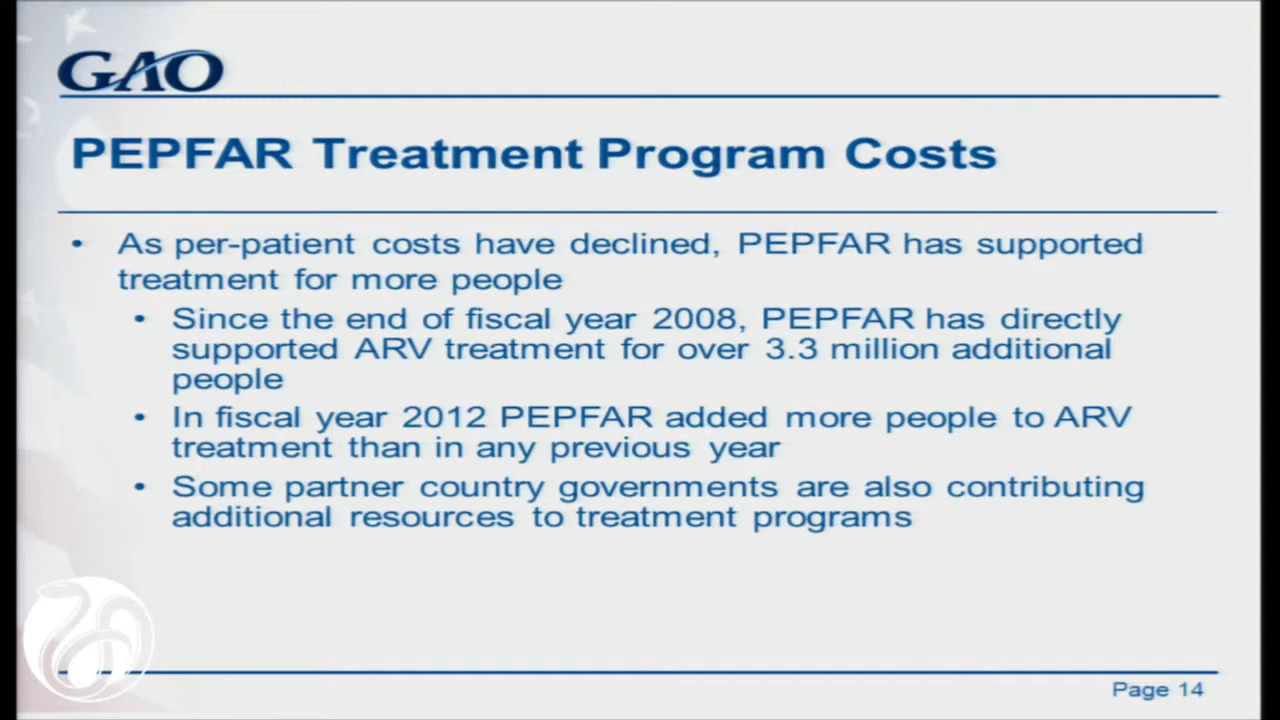 GAO
PEPFAR Treatment Program Costs
• As per-patient costs have declined, PEPFAR has supported
treatment for more people
• Since the end of fiscal year 2008, PEPFAR has directly
supported ARV treatment for over 3.3 million additional
people
• In fiscal year 2012 PEPFAR added more people to ARV
treatment than in any previous year
• Some partner country governments are also contributing
additional resources to treatment programs
Page 14